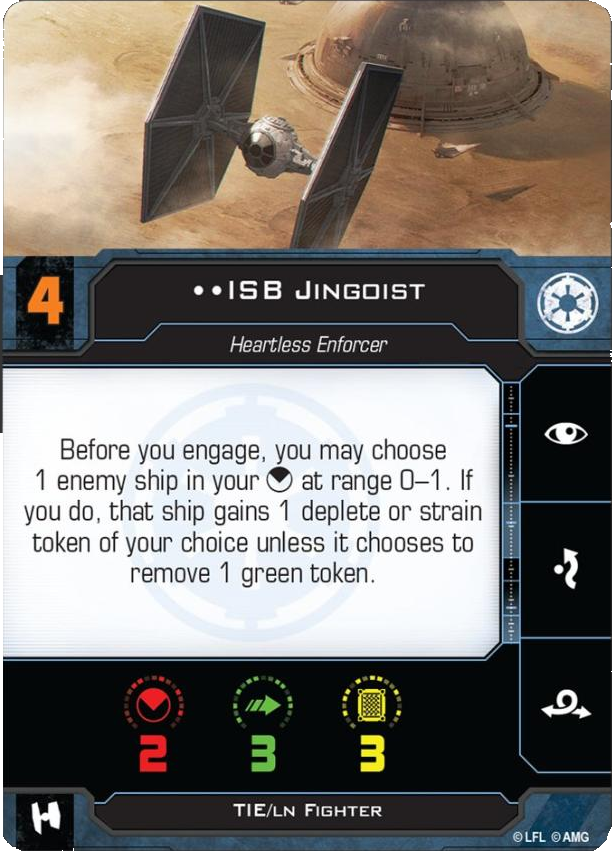 4
••ISB Jingoist
Heartless Enforcer
Before you engage, you may choose
1 enemy ship in your at range 0–1. If
you do, that ship gains 1 deplete or strain
token of your choice unless it chooses to
remove 1 green token.
2 3 3
TIE/ln Fighter
© LFL © AMG